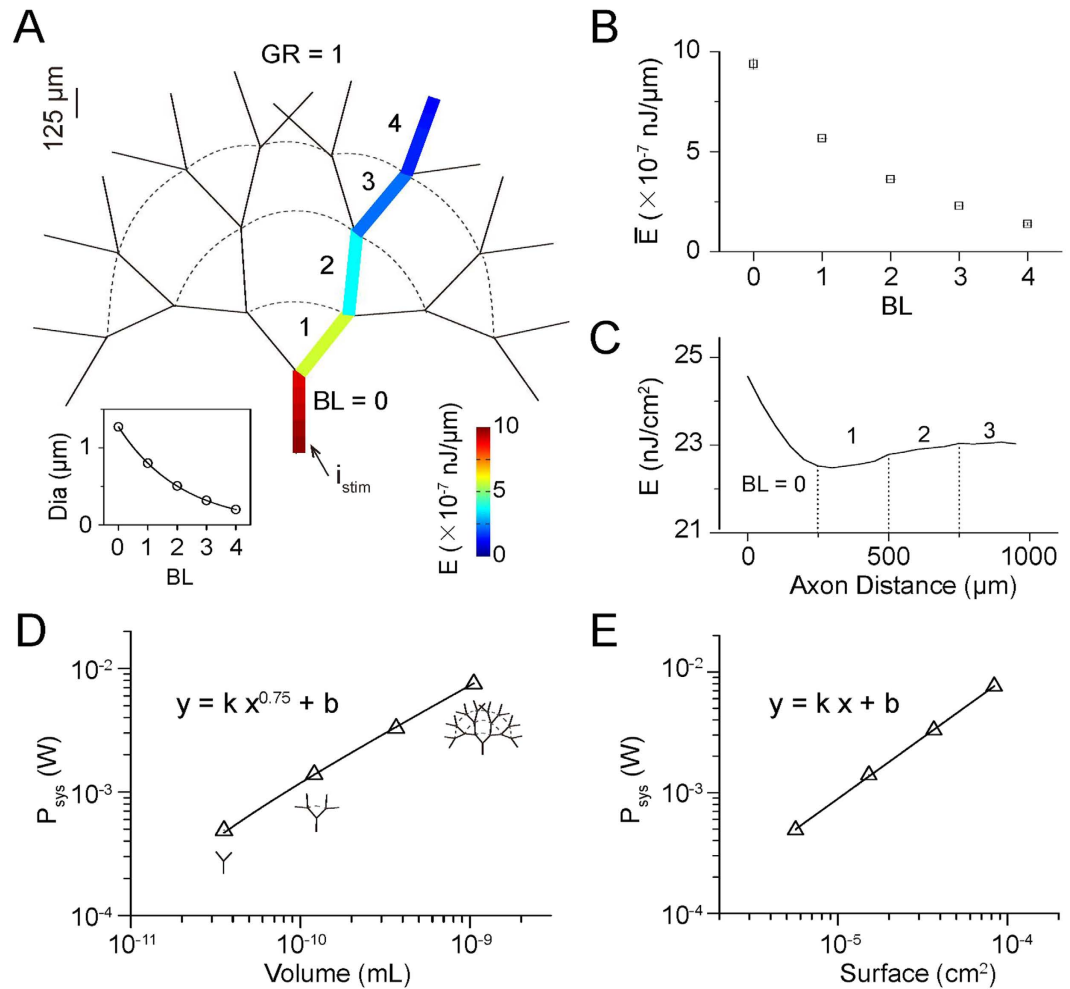 A
GR = 1
125 µm
4
3
2
1
BL = 0
i_stim
Dia (µm)
1
0
0 1 2 3 4
BL
E (×10⁻⁷ nJ/µm)
10
5
0
B
E̅ (×10⁻⁷ nJ/µm)
10
5
0
0 1 2 3 4
BL
C
E (nJ/cm²)
25
23
21
BL = 0
1 2 3
0 500 1000
Axon Distance (µm)
D
P_sys (W)
10⁻²
10⁻³
10⁻⁴
y = k x^0.75 + b
10⁻¹¹ 10⁻¹⁰ 10⁻⁹
Volume (mL)
E
P_sys (W)
10⁻²
10⁻³
10⁻⁴
y = k x + b
10⁻⁵ 10⁻⁴
Surface (cm²)